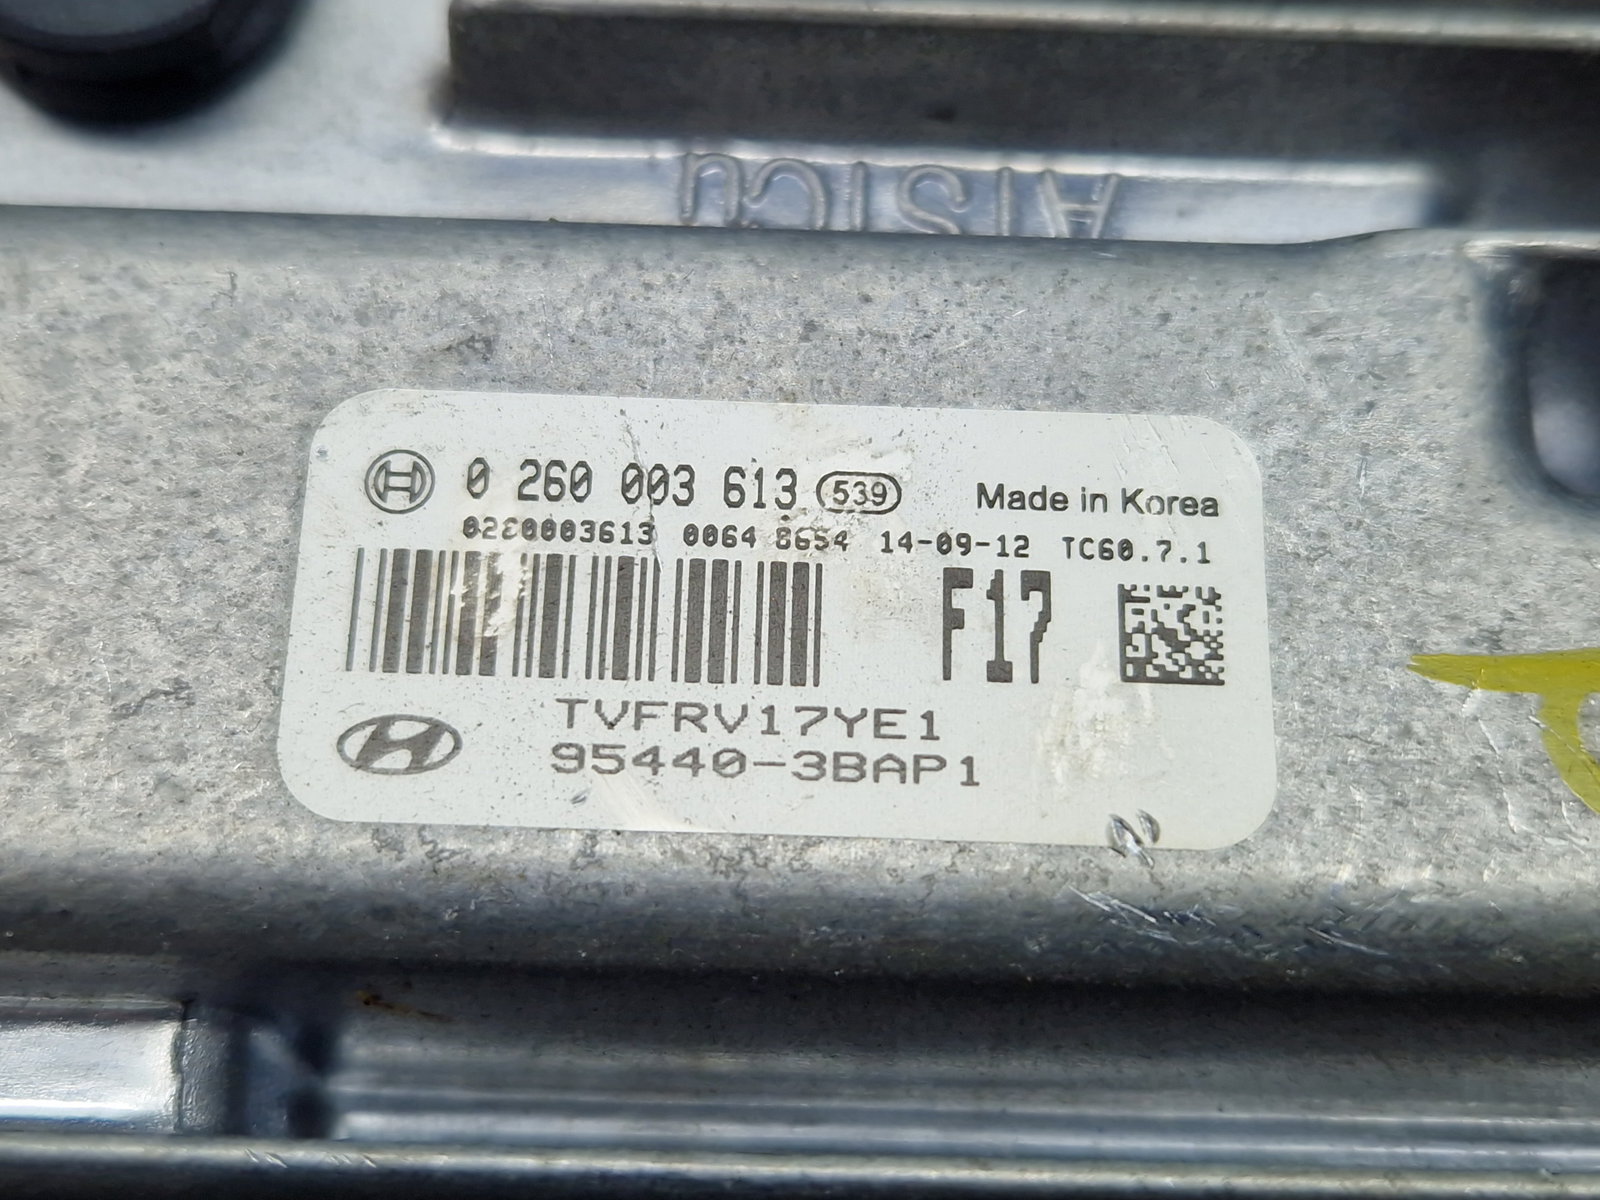 AISICU
0 260 003 613 539 Made in Korea
0260003613 0064 8654 14-09-12 TC60.7.1
F17
TVFRV17YE1
95440-3BAP1